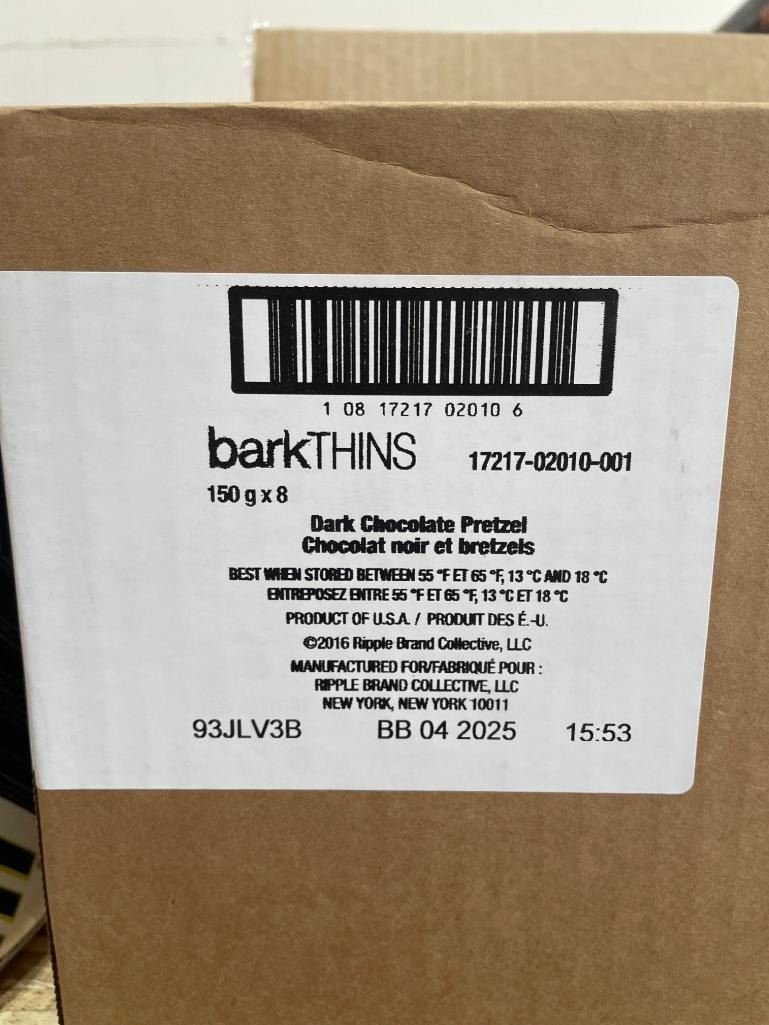 1 08 17217 02010 6
barkTHINS 17217-02010-001
150 g x 8
Dark Chocolate Pretzel
Chocolat noir et bretzels
BEST WHEN STORED BETWEEN 55 °F ET 65 °F, 13 °C AND 18 °C
ENTREPOSEZ ENTRE 55 °F ET 65 °F, 13 °C ET 18 °C
PRODUCT OF U.S.A. / PRODUIT DES É.-U.
©2016 Ripple Brand Collective, LLC
MANUFACTURED FOR/FABRIQUÉ POUR :
RIPPLE BRAND COLLECTIVE, LLC
NEW YORK, NEW YORK 10011
93JLV3B BB 04 2025 15:53